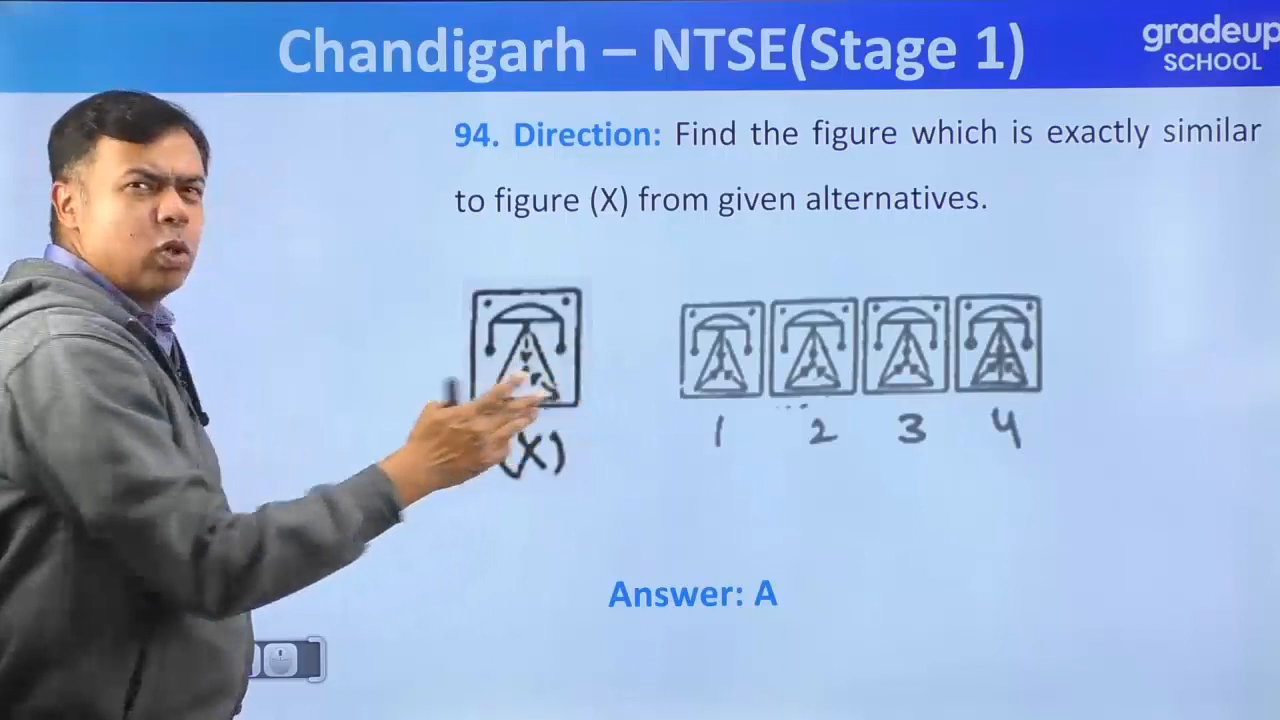 Chandigarh – NTSE(Stage 1)
gradeup
SCHOOL
94. Direction: Find the figure which is exactly similar
to figure (X) from given alternatives.
(X)
1 2 3 4
Answer: A